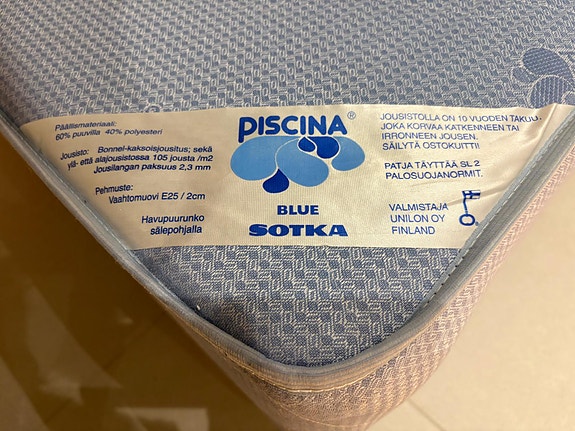 Päällismateriaali;
60% puuvilla 40% polyesteri
Jousisto: Bonnel-kaksoisjousitus; sekä
ylä- että alajousistossa 105 jousta /m2
Jousilangan paksuus 2,3 mm
Pehmuste:
Vaahtomuovi E25 / 2cm
Havupuurunko
sälepohjalla
PISCINA®
BLUE
SOTKA
JOUSISTOLLA ON 10 VUODEN TAKUU,
JOKA KORVAA KATKENNEEN TAI
IRRONNEEN JOUSEN.
SÄILYTÄ OSTOKUITTI!
PATJA TÄYTTÄÄ SL 2
PALOSUOJANORMIT.
VALMISTAJA
UNILON OY
FINLAND